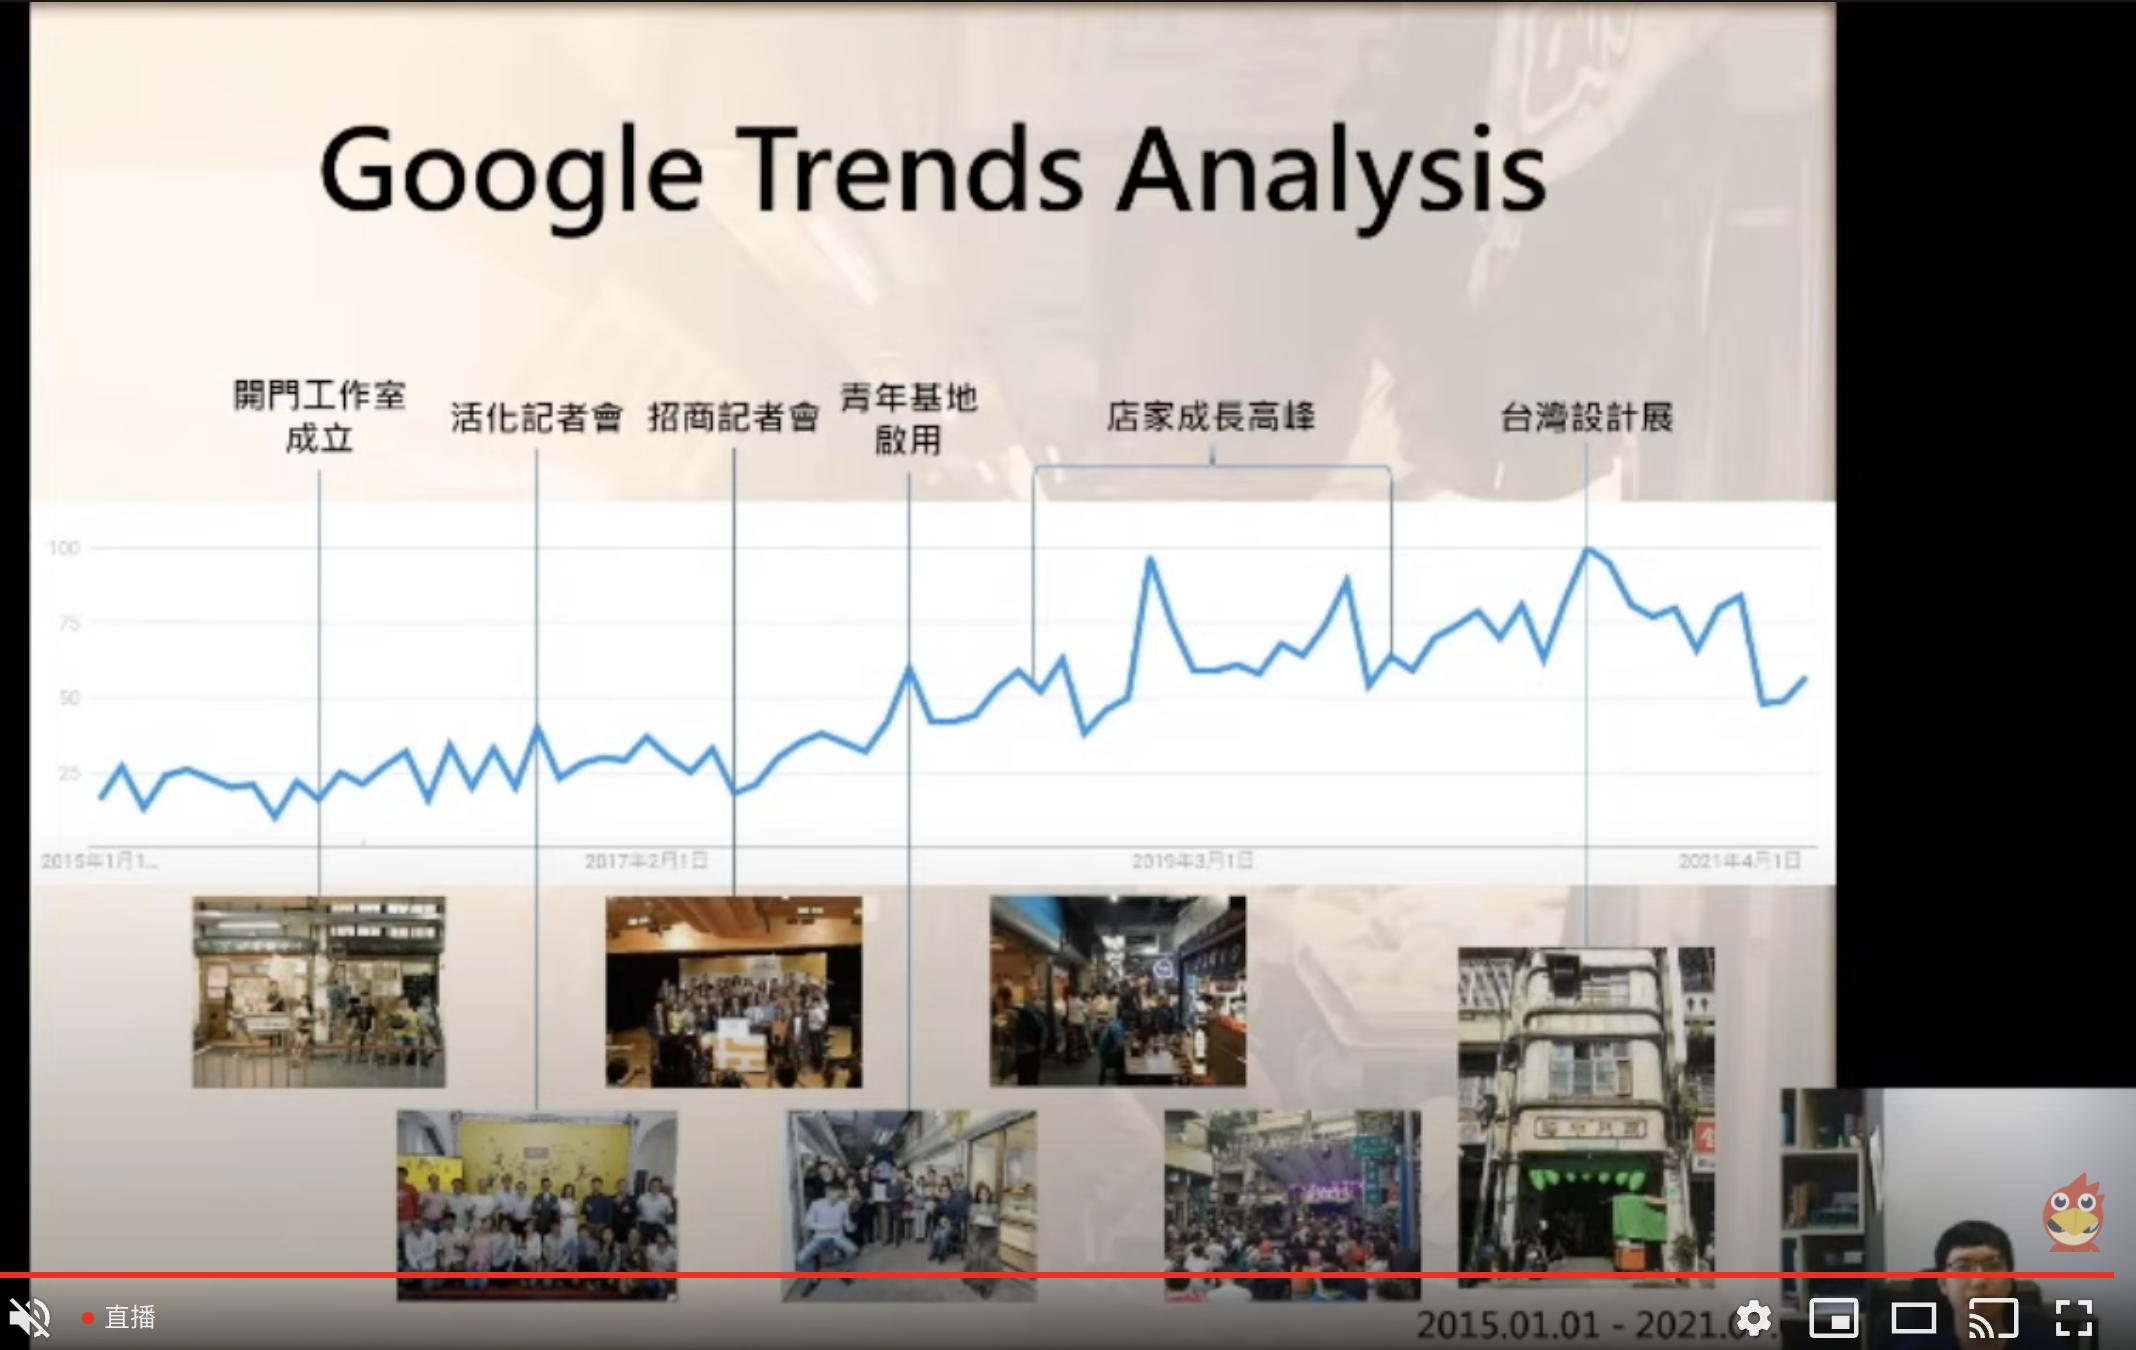 Google Trends Analysis
開門工作室
成立
活化記者會
招商記者會
青年基地
啟用
店家成長高峰
台灣設計展
100
75
50
25
2015年1月1...
2017年2月1日
2019年3月1日
2021年4月1日
2015.01.01 - 2021.
直播